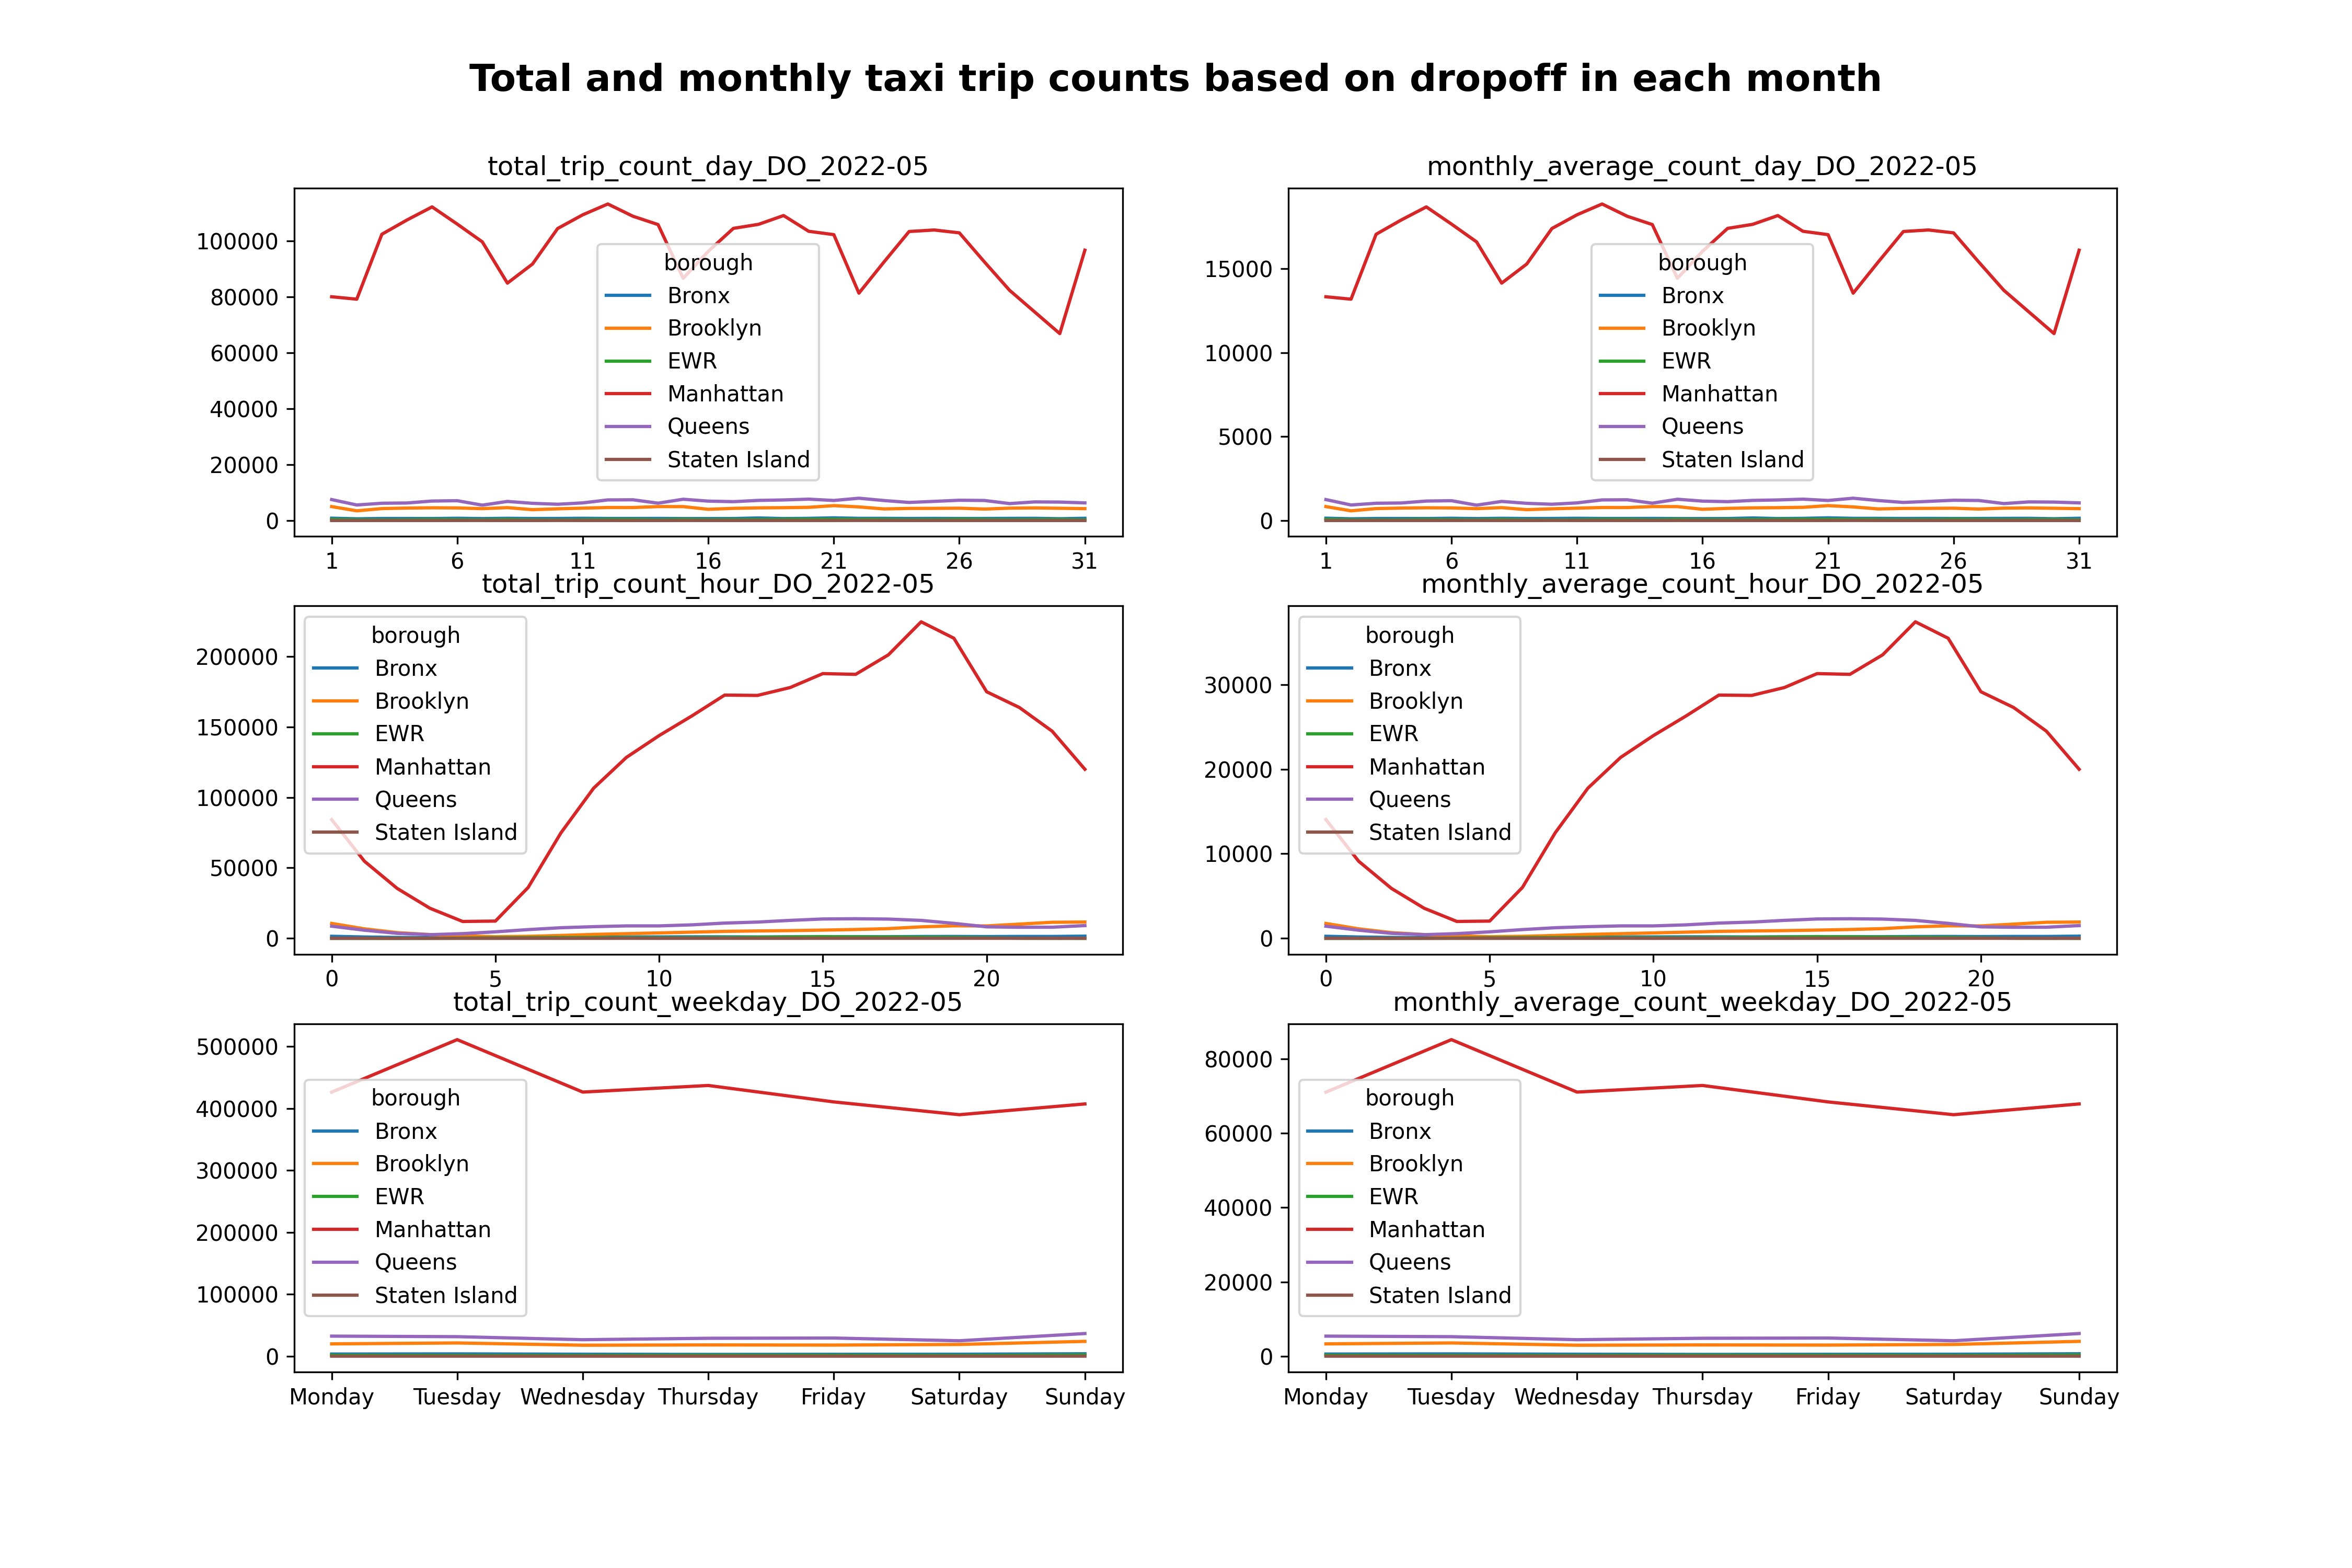 Total and monthly taxi trip counts based on dropoff in each month
total_trip_count_day_DO_2022-05
100000
80000
60000
40000
20000
0
borough
Bronx
Brooklyn
EWR
Manhattan
Queens
Staten Island
1 6 11 16 21 26 31
monthly_average_count_day_DO_2022-05
15000
10000
5000
0
borough
Bronx
Brooklyn
EWR
Manhattan
Queens
Staten Island
1 6 11 16 21 26 31
total_trip_count_hour_DO_2022-05
200000
150000
100000
50000
0
borough
Bronx
Brooklyn
EWR
Manhattan
Queens
Staten Island
0 5 10 15 20
monthly_average_count_hour_DO_2022-05
30000
20000
10000
0
borough
Bronx
Brooklyn
EWR
Manhattan
Queens
Staten Island
0 5 10 15 20
total_trip_count_weekday_DO_2022-05
500000
400000
300000
200000
100000
0
borough
Bronx
Brooklyn
EWR
Manhattan
Queens
Staten Island
Monday Tuesday Wednesday Thursday Friday Saturday Sunday
monthly_average_count_weekday_DO_2022-05
80000
60000
40000
20000
0
borough
Bronx
Brooklyn
EWR
Manhattan
Queens
Staten Island
Monday Tuesday Wednesday Thursday Friday Saturday Sunday